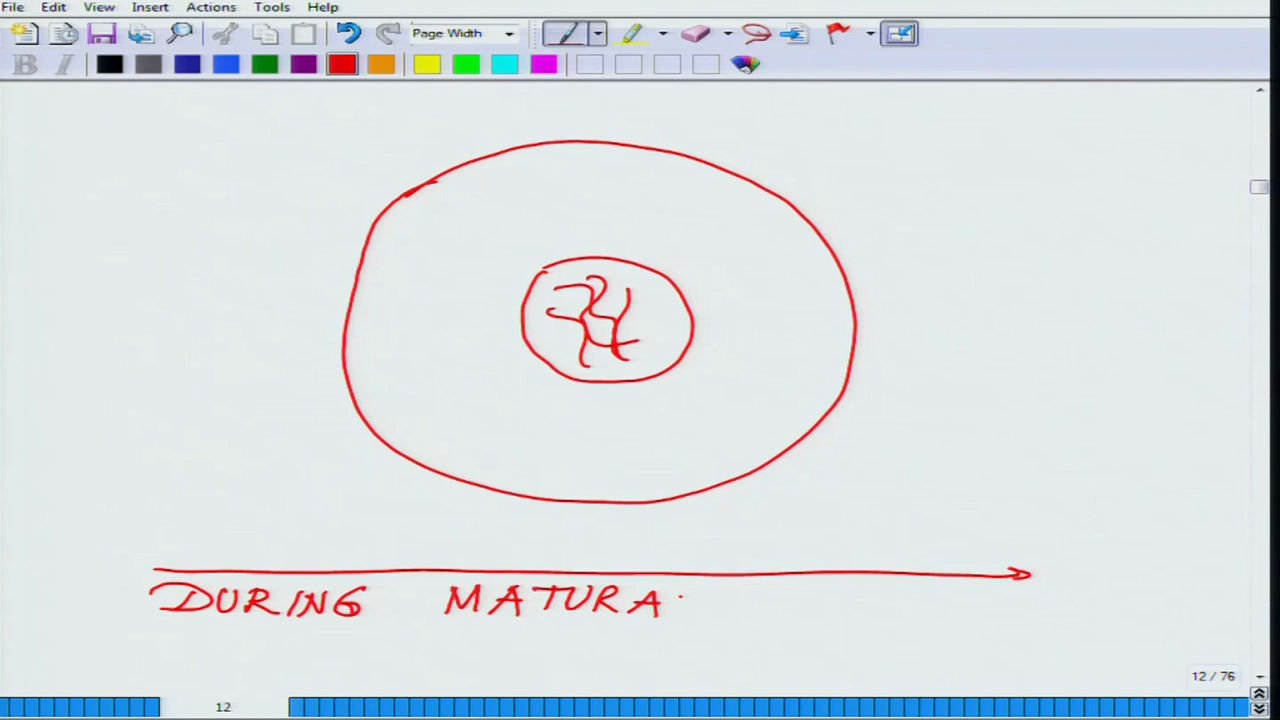 File Edit View Insert Actions Tools Help
Page Width
B I
DURING MATURA
12 / 76
12